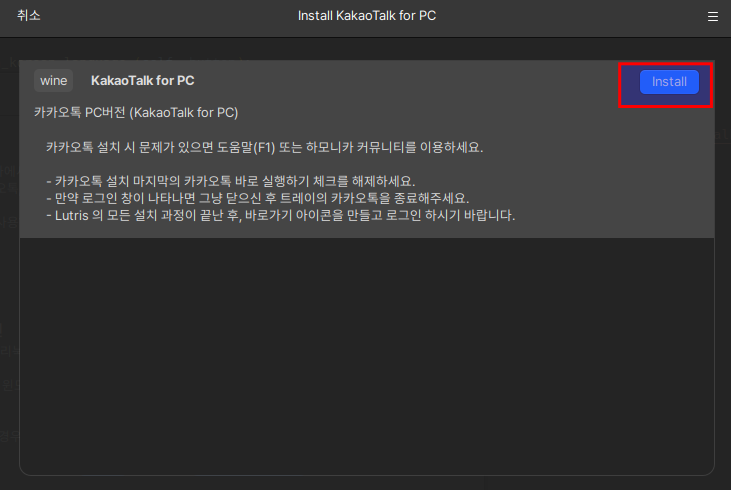 취소
Install KakaoTalk for PC
wine
KakaoTalk for PC
Install
카카오톡 PC버전 (KakaoTalk for PC)
카카오톡 설치 시 문제가 있으면 도움말(F1) 또는 하모니카 커뮤니티를 이용하세요.
- 카카오톡 설치 마지막의 카카오톡 바로 실행하기 체크를 해제하세요.
- 만약 로그인 창이 나타나면 그냥 닫으신 후 트레이의 카카오톡을 종료해주세요.
- Lutris 의 모든 설치 과정이 끝난 후, 바로가기 아이콘을 만들고 로그인 하시기 바랍니다.